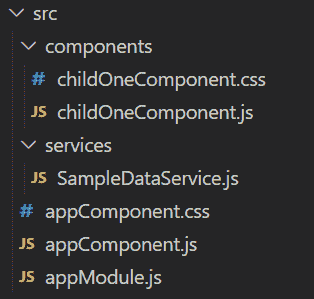 src
components
# childOneComponent.css
JS childOneComponent.js
services
JS SampleDataService.js
# appComponent.css
JS appComponent.js
JS appModule.js